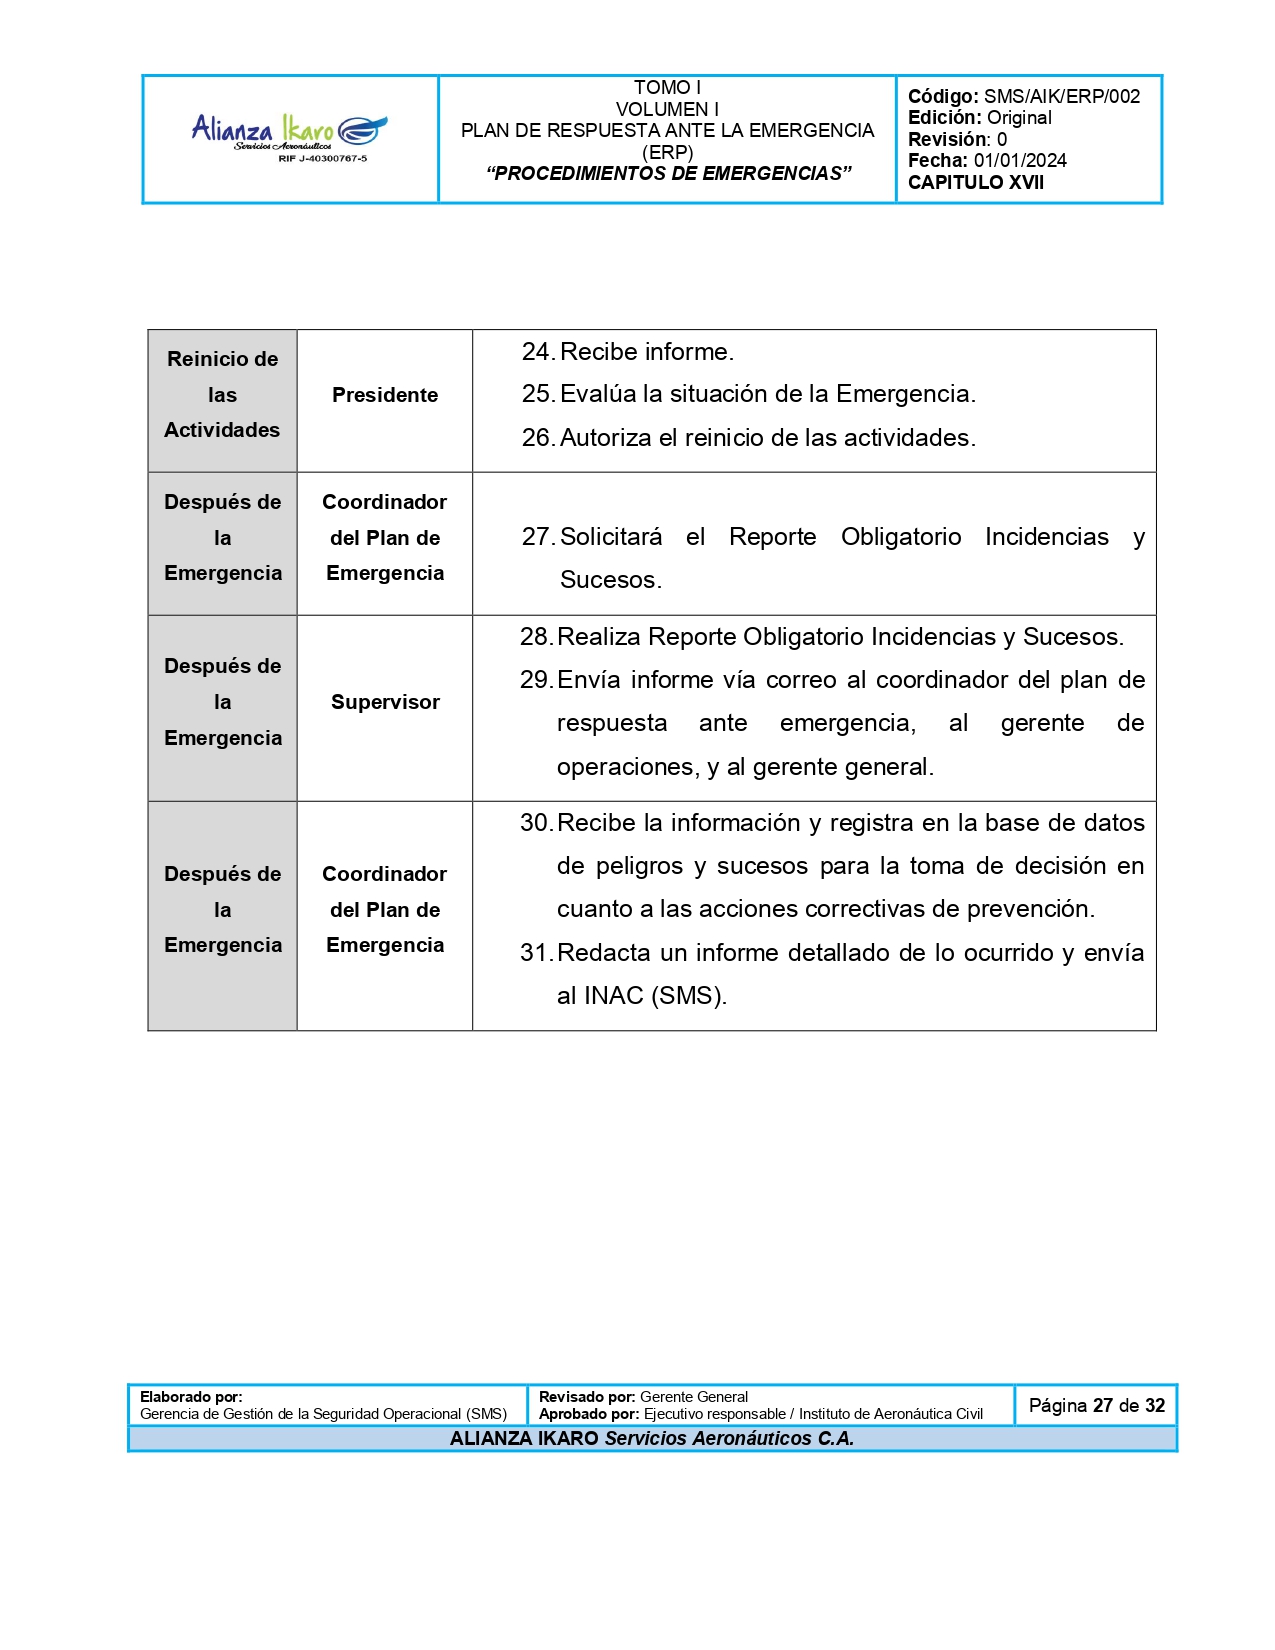 Alianza Ikaro
Servicios Aeronáuticos
RIF J-40300767-5
TOMO I
VOLUMEN I
PLAN DE RESPUESTA ANTE LA EMERGENCIA
(ERP)
“PROCEDIMIENTOS DE EMERGENCIAS”
Código: SMS/AIK/ERP/002
Edición: Original
Revisión: 0
Fecha: 01/01/2024
CAPITULO XVII
Reinicio de
las
Actividades
Presidente
24. Recibe informe.
25. Evalúa la situación de la Emergencia.
26. Autoriza el reinicio de las actividades.
Después de
la
Emergencia
Coordinador
del Plan de
Emergencia
27. Solicitará el Reporte Obligatorio Incidencias y
Sucesos.
Después de
la
Emergencia
Supervisor
28. Realiza Reporte Obligatorio Incidencias y Sucesos.
29. Envía informe vía correo al coordinador del plan de
respuesta ante emergencia, al gerente de
operaciones, y al gerente general.
Después de
la
Emergencia
Coordinador
del Plan de
Emergencia
30. Recibe la información y registra en la base de datos
de peligros y sucesos para la toma de decisión en
cuanto a las acciones correctivas de prevención.
31. Redacta un informe detallado de lo ocurrido y envía
al INAC (SMS).
Elaborado por:
Gerencia de Gestión de la Seguridad Operacional (SMS)
Revisado por: Gerente General
Aprobado por: Ejecutivo responsable / Instituto de Aeronáutica Civil
Página 27 de 32
ALIANZA IKARO Servicios Aeronáuticos C.A.